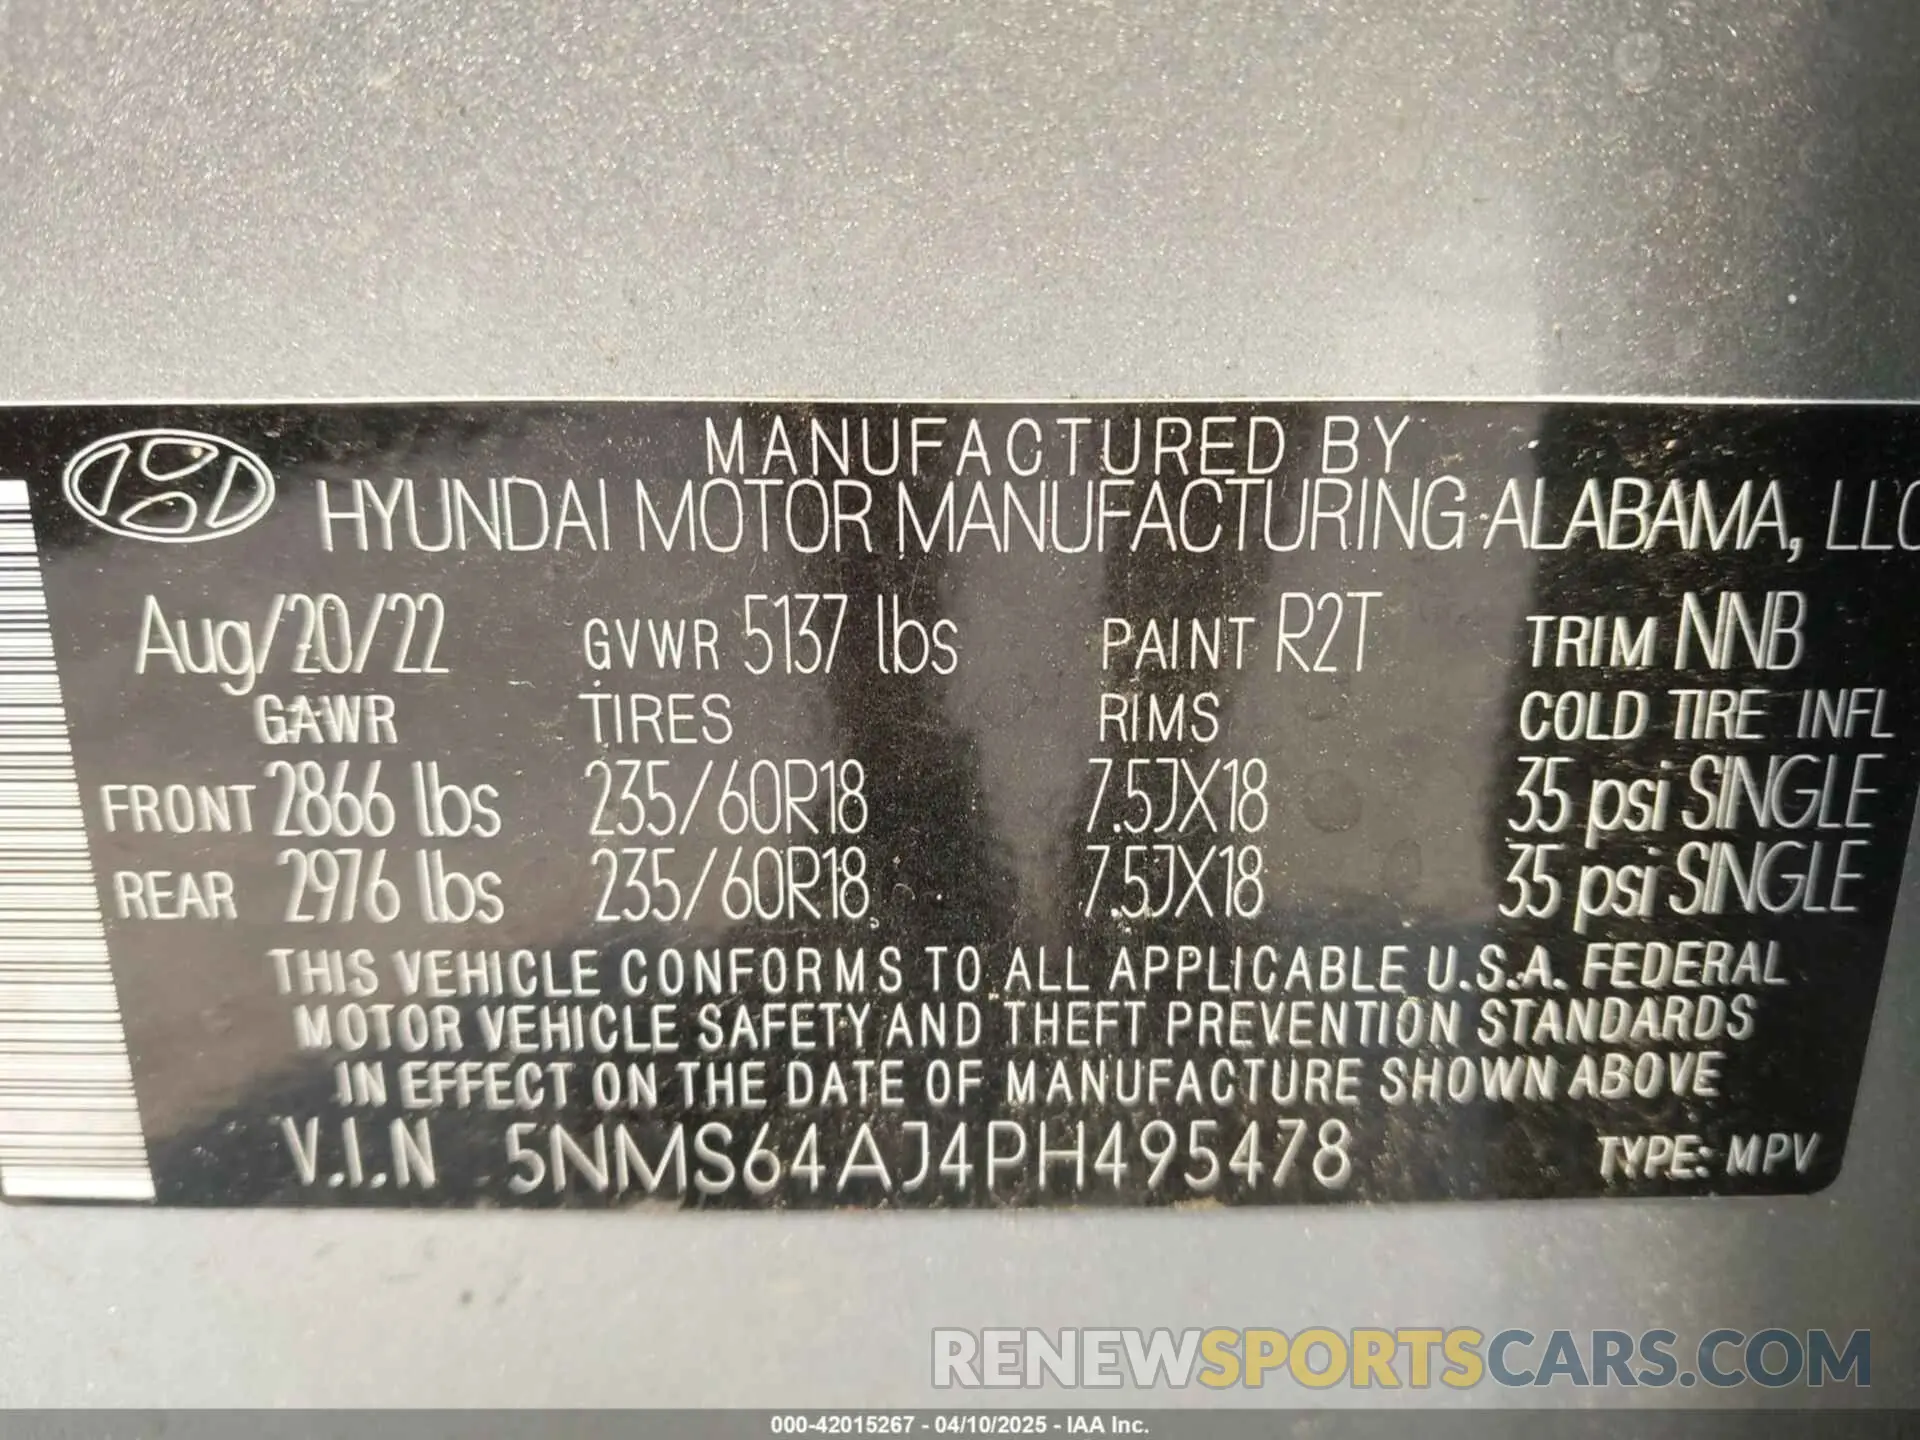 MANUFACTURED BY
HYUNDAI MOTOR MANUFACTURING ALABAMA, LLC
Aug/20/22 GVWR 5137 lbs PAINT R2T TRIM NNB
GAWR TIRES RIMS COLD TIRE INFL
FRONT 2866 lbs 235/60R18 7.5JX18 35 psi SINGLE
REAR 2976 lbs 235/60R18 7.5JX18 35 psi SINGLE
THIS VEHICLE CONFORMS TO ALL APPLICABLE U.S.A. FEDERAL
MOTOR VEHICLE SAFETY AND THEFT PREVENTION STANDARDS
IN EFFECT ON THE DATE OF MANUFACTURE SHOWN ABOVE
V.I.N 5NMS64AJ4PH495478 TYPE: MPV
RENEWSPORTSCARS.COM
000-42015267 - 04/10/2025 - IAA Inc.